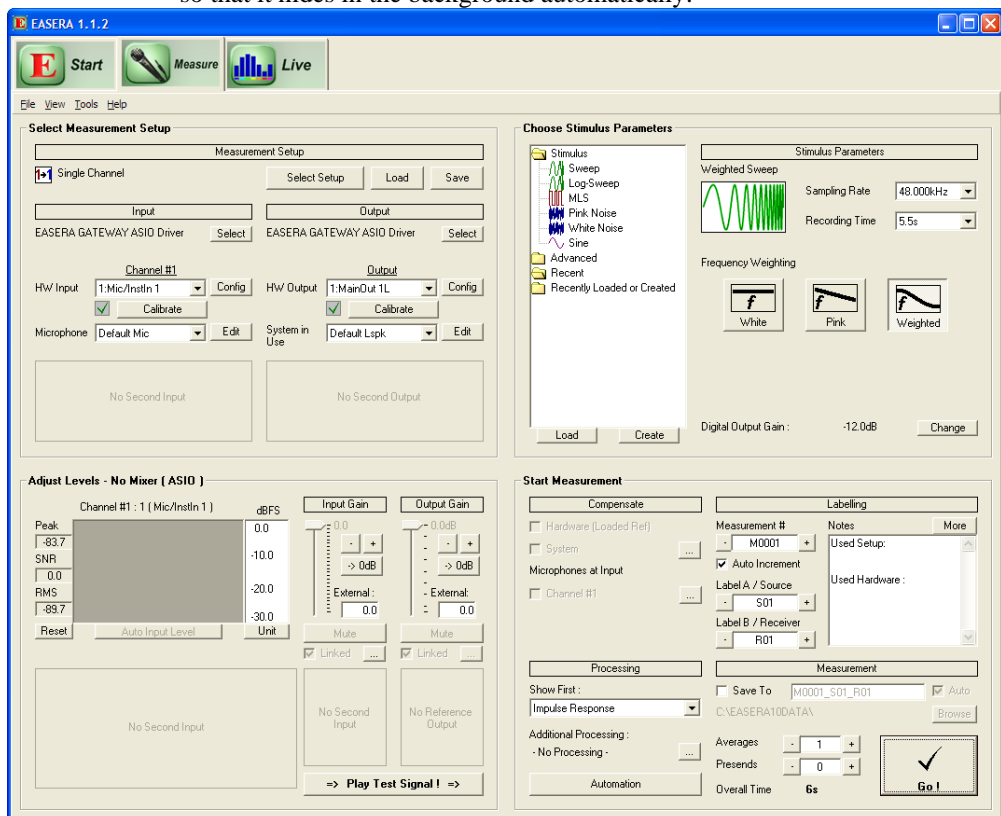 so that it hides in the background automatically.
EASERA 1.1.2
E Start Measure Live
File View Tools Help
Select Measurement Setup
Measurement Setup
1→1 Single Channel
Select Setup Load Save
Input Output
EASERA GATEWAY ASIO Driver Select EASERA GATEWAY ASIO Driver Select
Channel #1 Output
HW Input 1:Mic/InstIn 1 Config HW Output 1:MainOut 1L Config
Calibrate Calibrate
Microphone Default Mic Edit System in Use Default Lspk Edit
No Second Input No Second Output
Choose Stimulus Parameters
Stimulus
Sweep
Log-Sweep
MLS
Pink Noise
White Noise
Sine
Advanced
Recent
Recently Loaded or Created
Load Create
Stimulus Parameters
Weighted Sweep
Sampling Rate 48.000kHz
Recording Time 5.5s
Frequency Weighting
f f f
White Pink Weighted
Digital Output Gain : -12.0dB Change
Adjust Levels - No Mixer ( ASIO )
Channel #1 : 1 ( Mic/InstIn 1 ) dBFS
Peak
-83.7
SNR
0.0
RMS
-89.7
0.0
-10.0
-20.0
-30.0
Reset Auto Input Level Unit
Input Gain Output Gain
0.0 0.0dB
- + - +
-> 0dB -> 0dB
External : External:
0.0 0.0
Mute Mute
Linked ... Linked ...
No Second Input
No Second Input
No Reference Output
=> Play Test Signal ! =>
Start Measurement
Compensate
Hardware (Loaded Ref)
System ...
Microphones at Input
Channel #1 ...
Labelling
Measurement # Notes More
- M0001 + Used Setup:
Auto Increment
Used Hardware :
Label A / Source
- S01 +
Label B / Receiver
- R01 +
Processing
Show First :
Impulse Response
Additional Processing :
- No Processing - ...
Automation
Measurement
Save To M0001_S01_R01 Auto
C:\EASERA10DATA\ Browse
Averages - 1 +
Presends - 0 +
Overall Time 6s
Go !